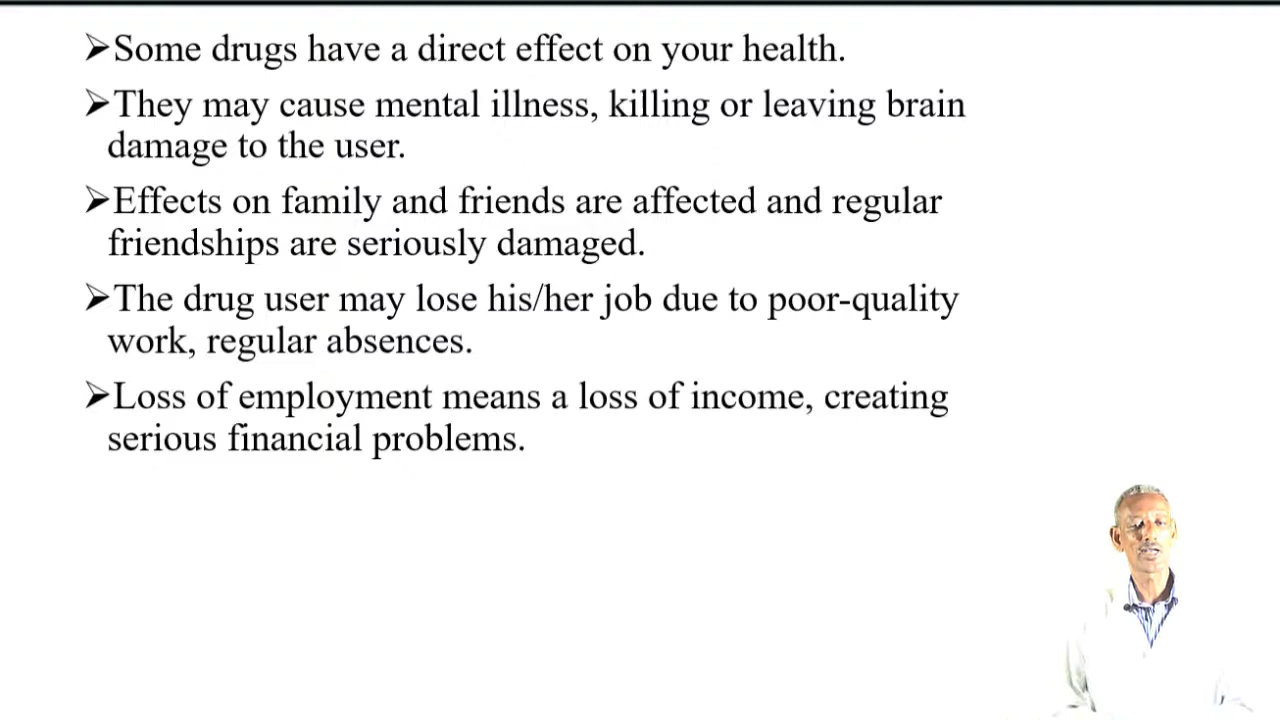 ➢Some drugs have a direct effect on your health.
➢They may cause mental illness, killing or leaving brain
damage to the user.
➢Effects on family and friends are affected and regular
friendships are seriously damaged.
➢The drug user may lose his/her job due to poor-quality
work, regular absences.
➢Loss of employment means a loss of income, creating
serious financial problems.